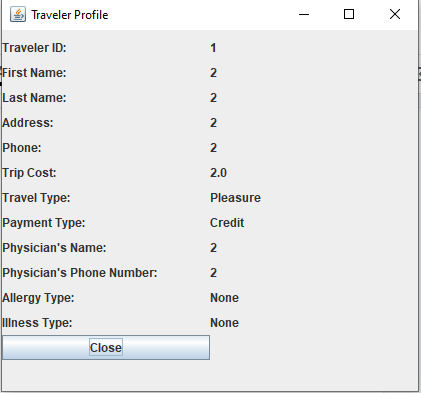 Traveler Profile
Traveler ID: 1
First Name: 2
Last Name: 2
Address: 2
Phone: 2
Trip Cost: 2.0
Travel Type: Pleasure
Payment Type: Credit
Physician's Name: 2
Physician's Phone Number: 2
Allergy Type: None
Illness Type: None
Close